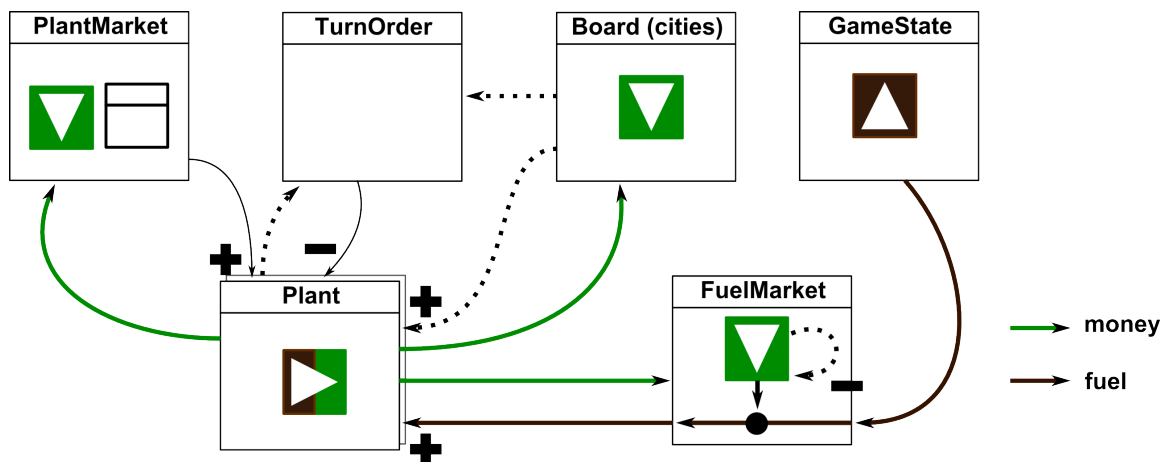 PlantMarket
TurnOrder
Board (cities)
GameState
Plant
FuelMarket
money
fuel